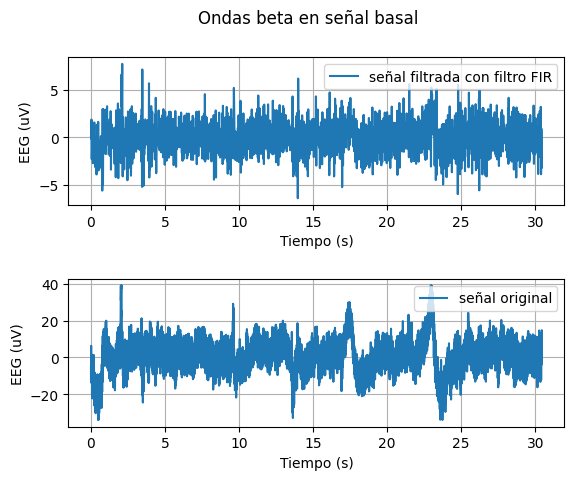 Ondas beta en señal basal
señal filtrada con filtro FIR
EEG (uV)
5
0
−5
0 5 10 15 20 25 30
Tiempo (s)
señal original
EEG (uV)
40
20
0
−20
0 5 10 15 20 25 30
Tiempo (s)